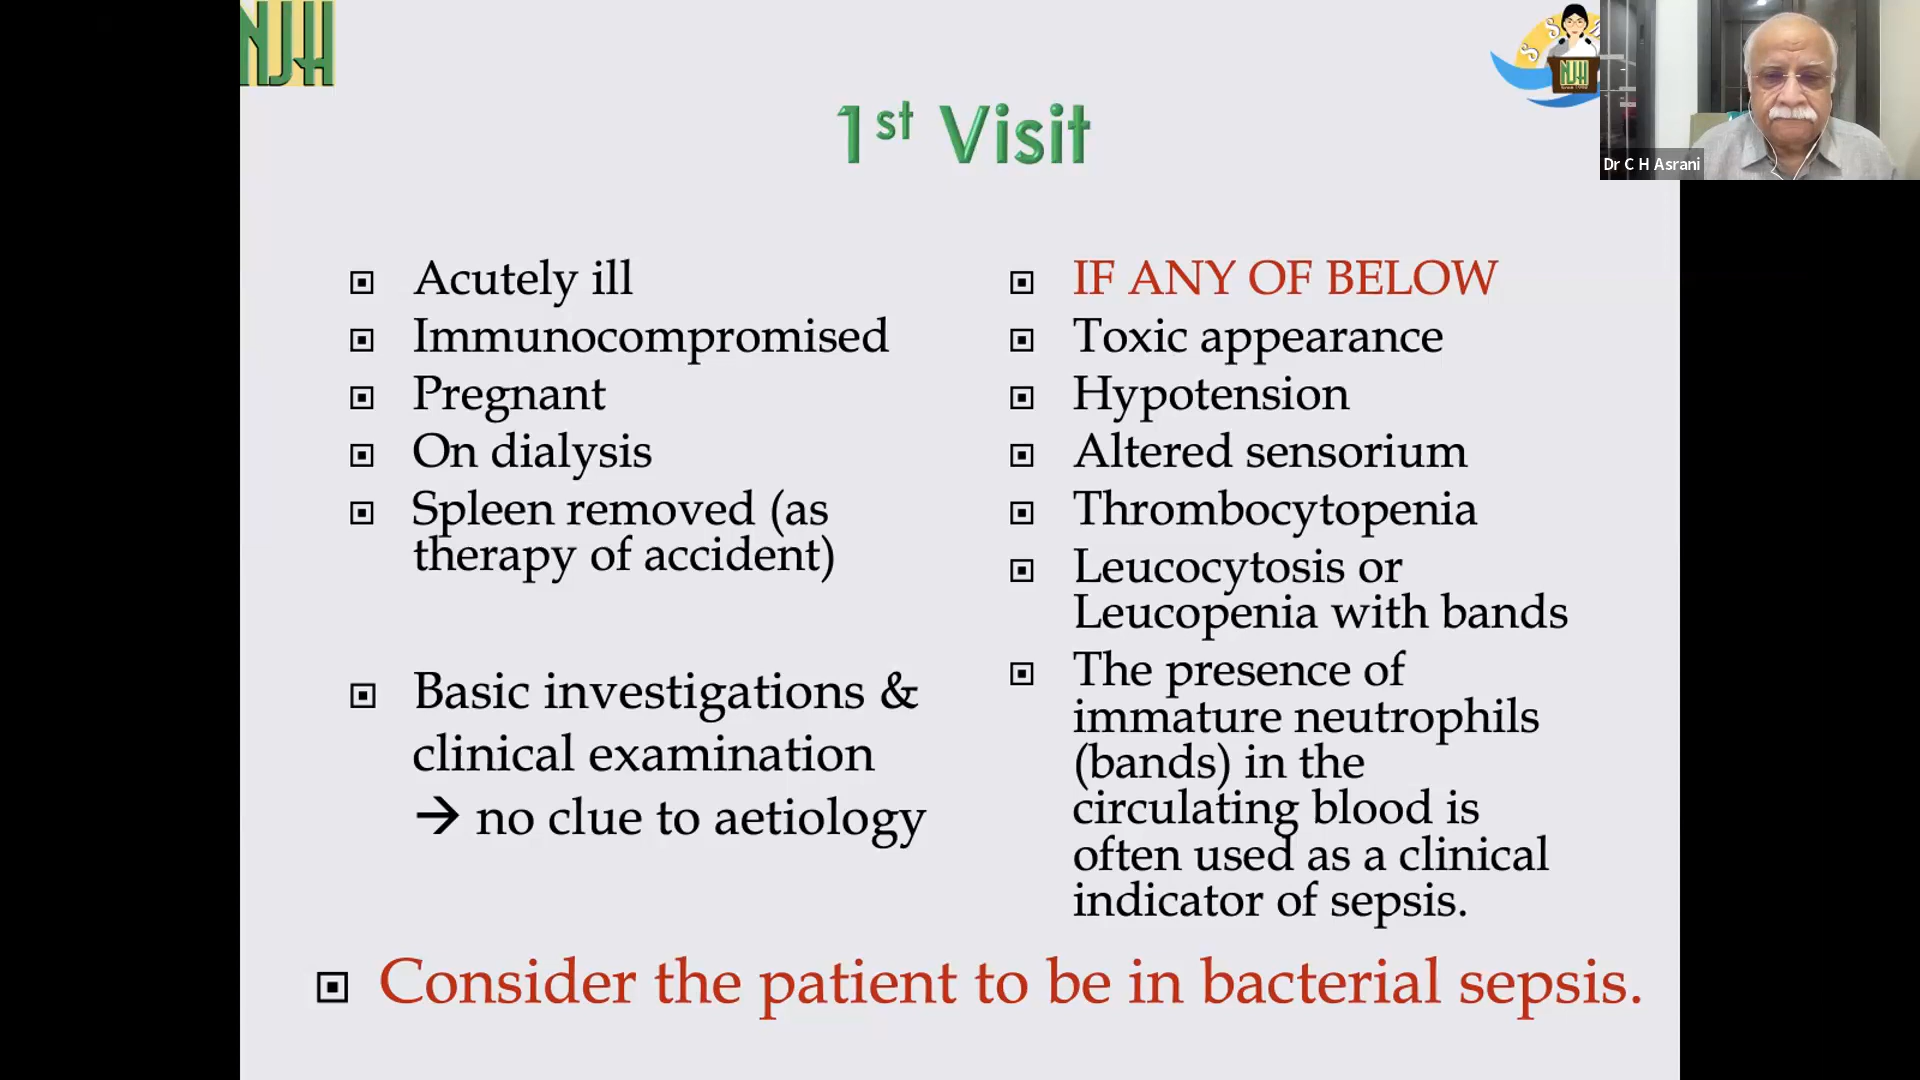 NJH
NJH
Dr C H Asrani
1st Visit
Acutely ill
Immunocompromised
Pregnant
On dialysis
Spleen removed (as
therapy of accident)
Basic investigations &
clinical examination
→ no clue to aetiology
IF ANY OF BELOW
Toxic appearance
Hypotension
Altered sensorium
Thrombocytopenia
Leucocytosis or
Leucopenia with bands
The presence of
immature neutrophils
(bands) in the
circulating blood is
often used as a clinical
indicator of sepsis.
Consider the patient to be in bacterial sepsis.